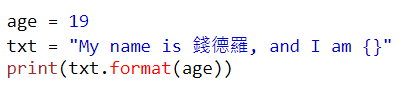 age = 19
txt = "My name is 錢德羅, and I am {}"
print(txt.format(age))